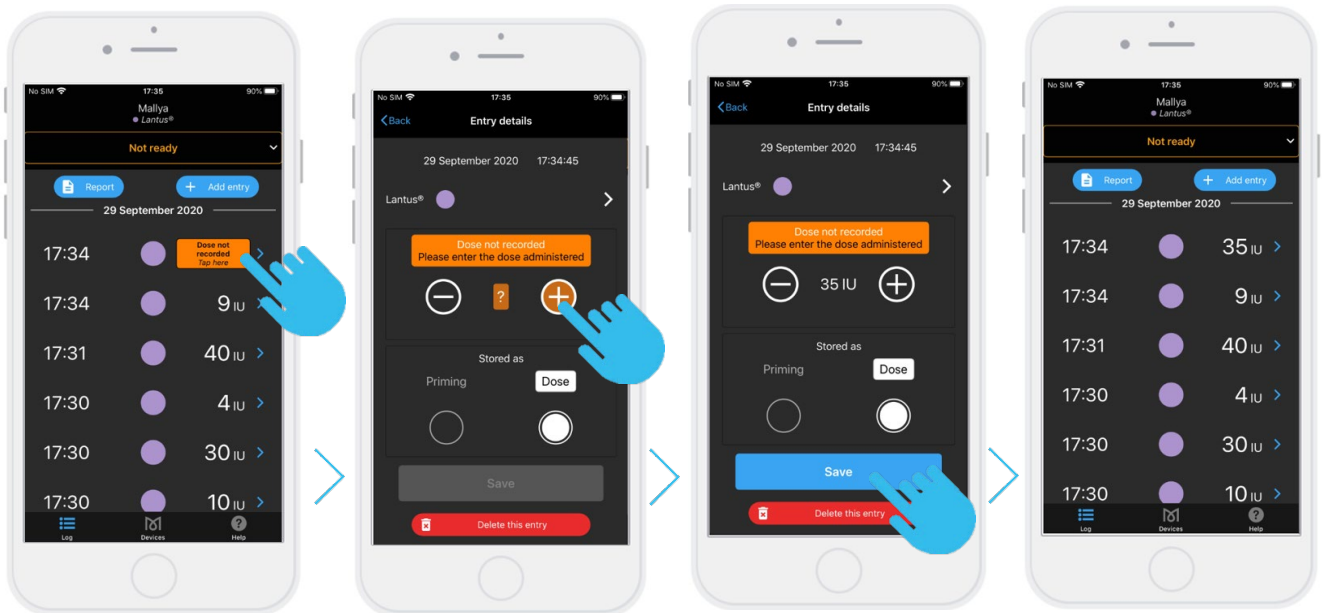 No SIM 17:35 90%
Mallya
Lantus®
Not ready
Report + Add entry
29 September 2020
17:34 Dose not
recorded
Tap here
17:34 9 IU
17:31 40 IU
17:30 4 IU
17:30 30 IU
17:30 10 IU
Log Devices Help
No SIM 17:35 90%
Back Entry details
29 September 2020 17:34:45
Lantus®
Dose not recorded
Please enter the dose administered
?
Stored as
Priming Dose
Save
Delete this entry
No SIM 17:35 90%
Back Entry details
29 September 2020 17:34:45
Lantus®
Dose not recorded
Please enter the dose administered
35 IU
Stored as
Priming Dose
Save
Delete this entry
No SIM 17:35 90%
Mallya
Lantus®
Not ready
Report + Add entry
29 September 2020
17:34 35 IU
17:34 9 IU
17:31 40 IU
17:30 4 IU
17:30 30 IU
17:30 10 IU
Log Devices Help